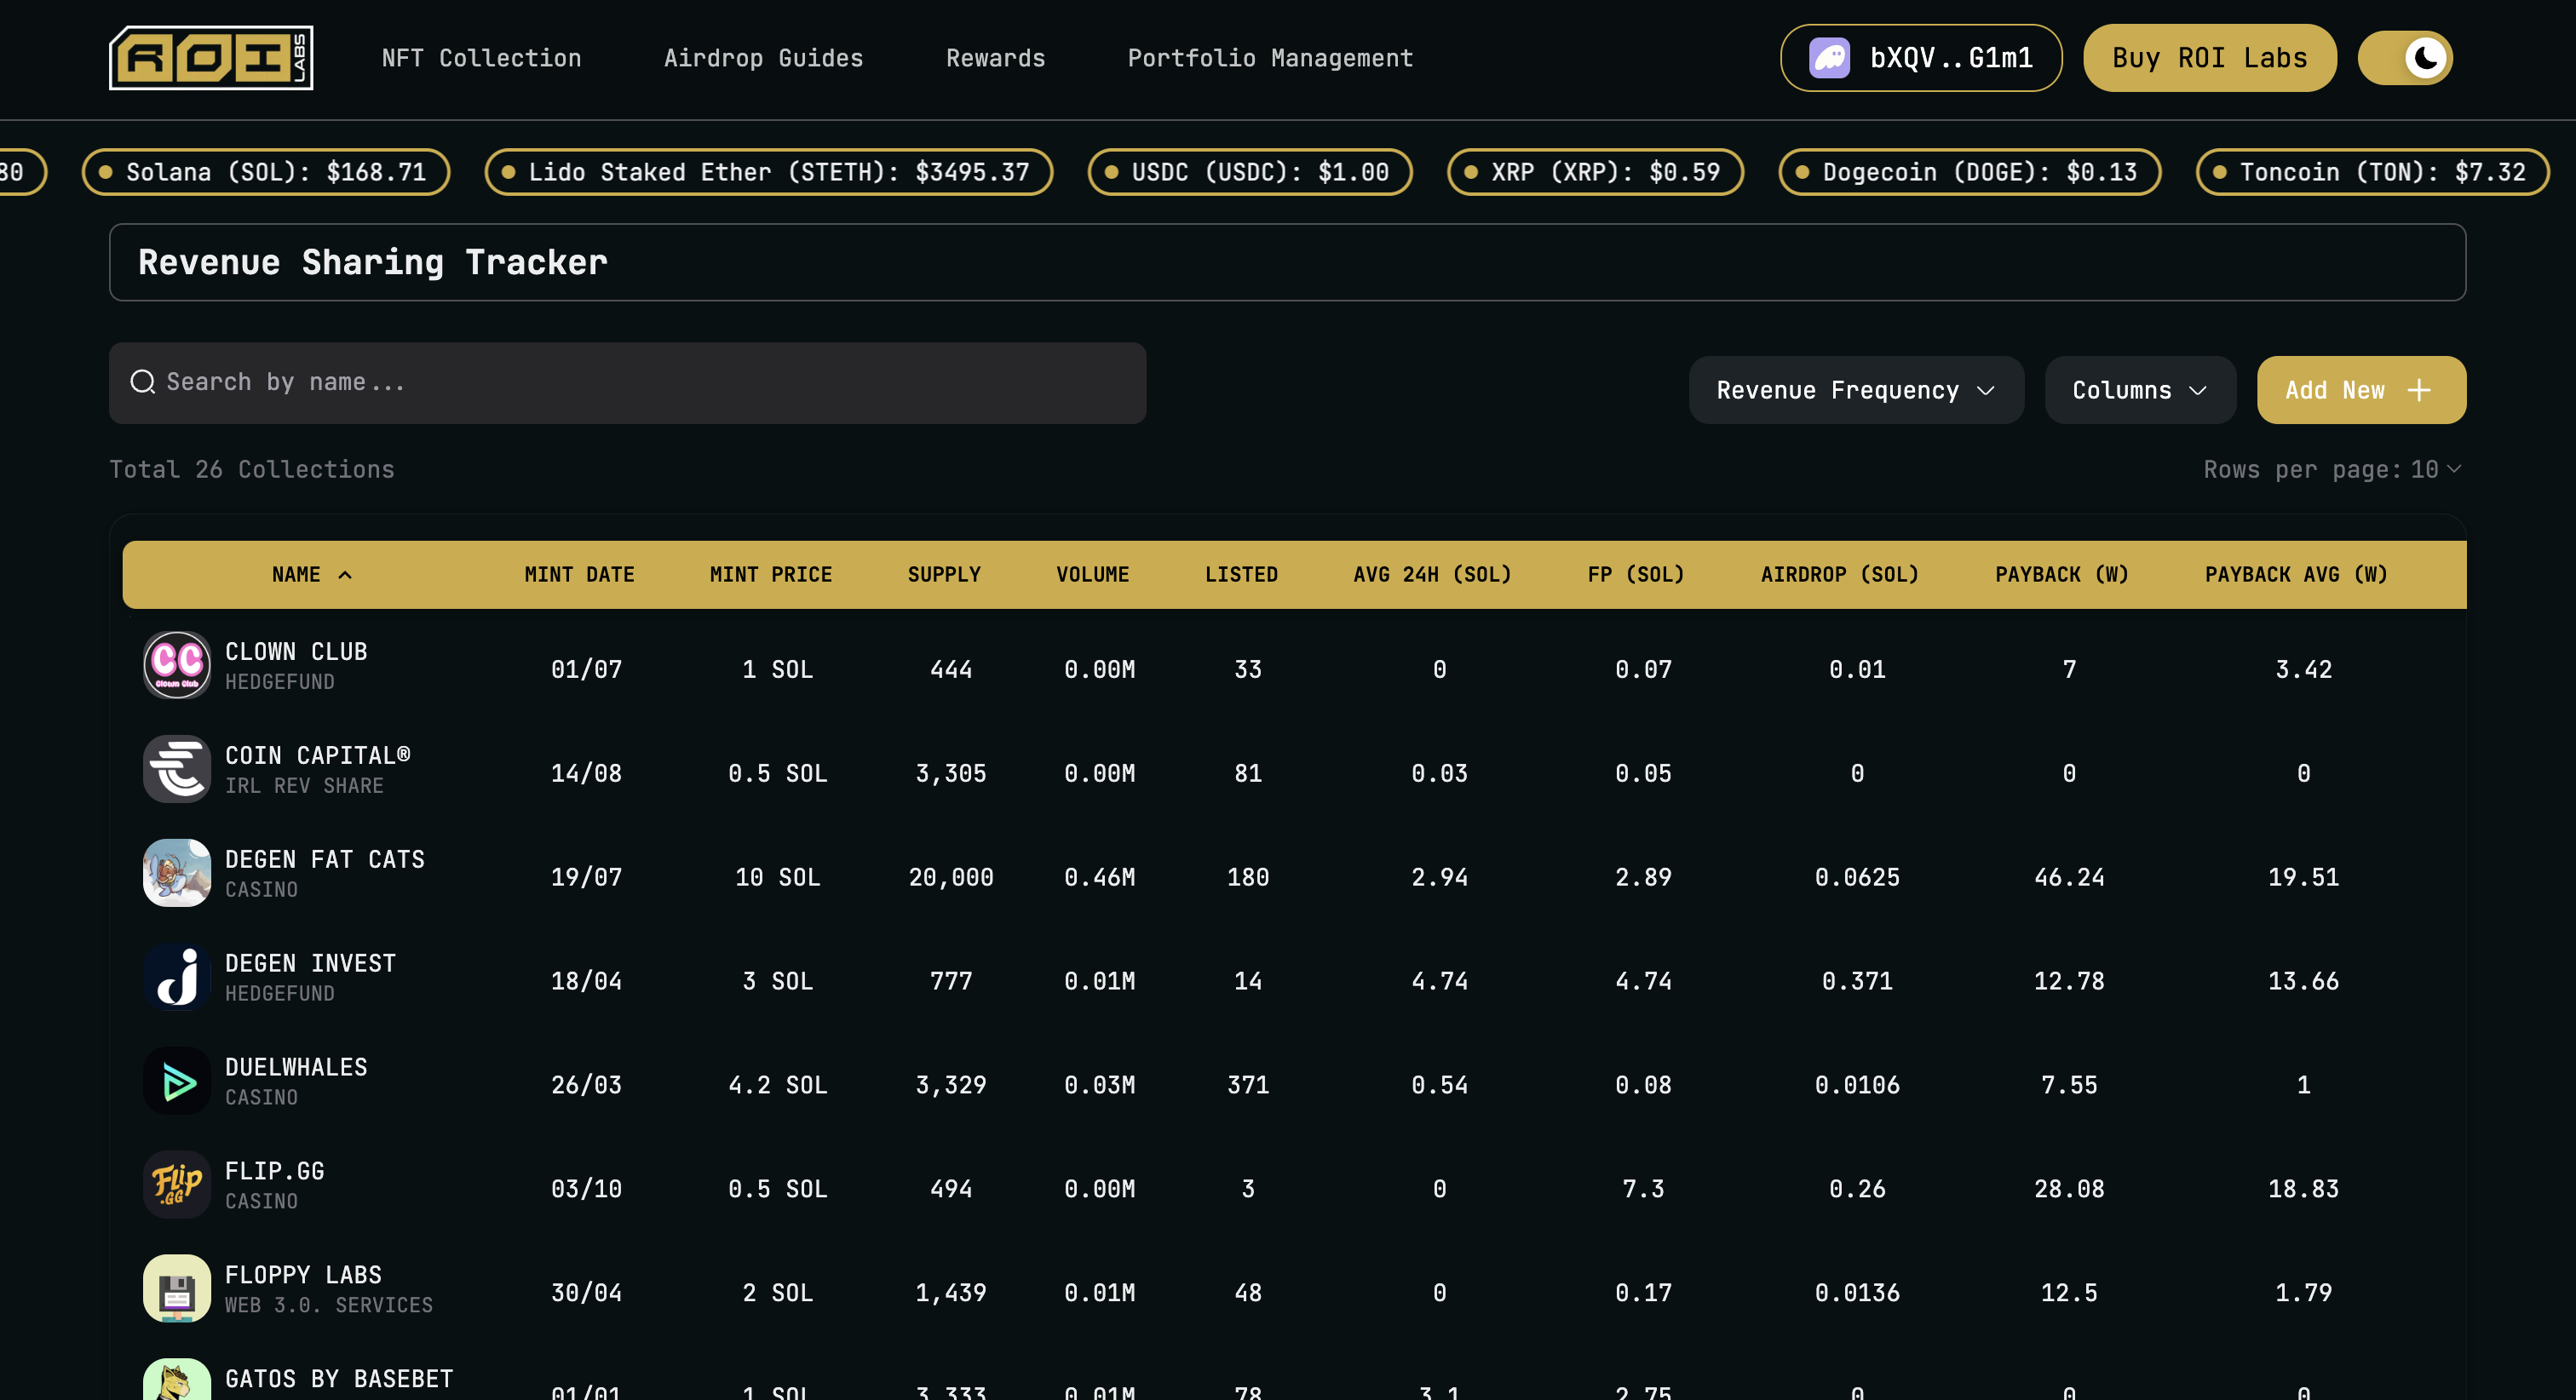 ROI LABS NFT Collection Airdrop Guides Rewards Portfolio Management bXQV..G1m1 Buy ROI Labs
80 Solana (SOL): $168.71 Lido Staked Ether (STETH): $3495.37 USDC (USDC): $1.00 XRP (XRP): $0.59 Dogecoin (DOGE): $0.13 Toncoin (TON): $7.32
Revenue Sharing Tracker
Search by name... Revenue Frequency Columns Add New
Total 26 Collections Rows per page: 10
NAME MINT DATE MINT PRICE SUPPLY VOLUME LISTED AVG 24H (SOL) FP (SOL) AIRDROP (SOL) PAYBACK (W) PAYBACK AVG (W)
CC Clown Club
CLOWN CLUB
HEDGEFUND
01/07 1 SOL 444 0.00M 33 0 0.07 0.01 7 3.42
COIN CAPITAL®
IRL REV SHARE
14/08 0.5 SOL 3,305 0.00M 81 0.03 0.05 0 0 0
DEGEN FAT CATS
CASINO
19/07 10 SOL 20,000 0.46M 180 2.94 2.89 0.0625 46.24 19.51
DEGEN INVEST
HEDGEFUND
18/04 3 SOL 777 0.01M 14 4.74 4.74 0.371 12.78 13.66
DUELWHALES
CASINO
26/03 4.2 SOL 3,329 0.03M 371 0.54 0.08 0.0106 7.55 1
Flip .GG
FLIP.GG
CASINO
03/10 0.5 SOL 494 0.00M 3 0 7.3 0.26 28.08 18.83
FLOPPY LABS
WEB 3.0. SERVICES
30/04 2 SOL 1,439 0.01M 48 0 0.17 0.0136 12.5 1.79
GATOS BY BASEBET
01/01 1 SOL 3,333 0.01M 78 3.1 2.75 0 0 0